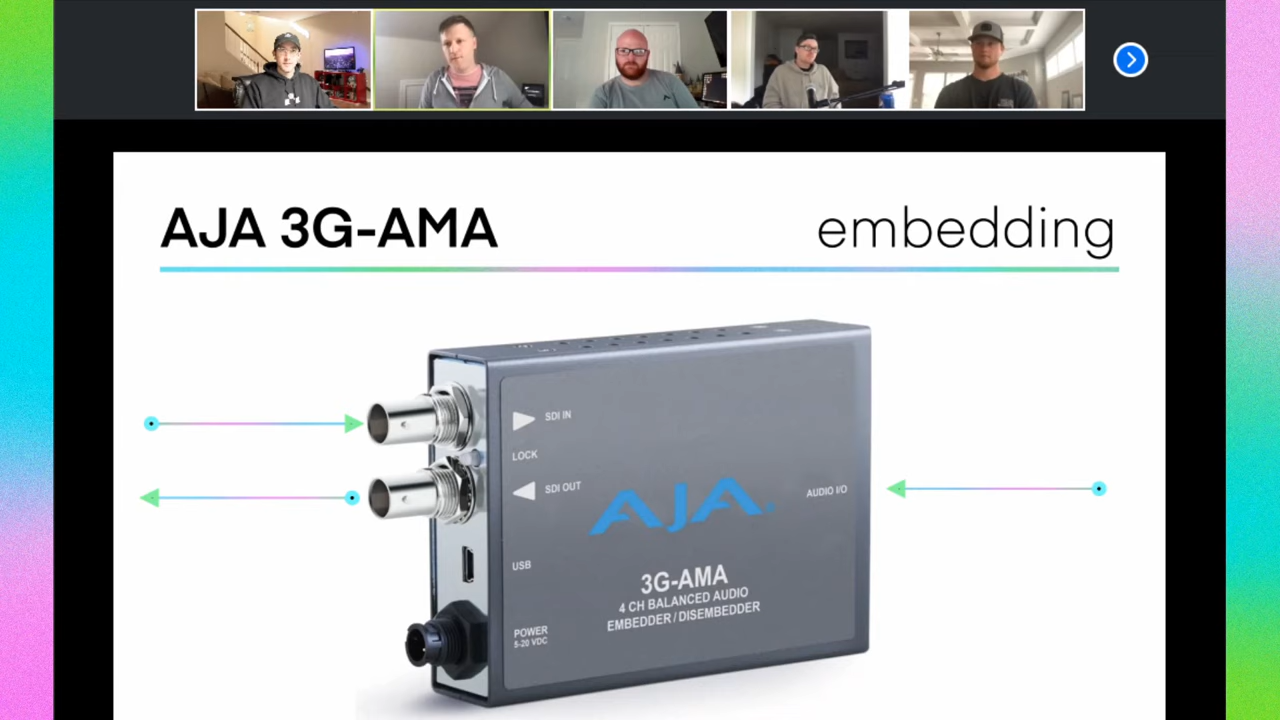 AJA 3G-AMA
embedding
SDI IN
LOCK
SDI OUT
AUDIO I/O
AJA
USB
3G-AMA
4 CH BALANCED AUDIO
EMBEDDER / DISEMBEDDER
POWER
5-20 VDC